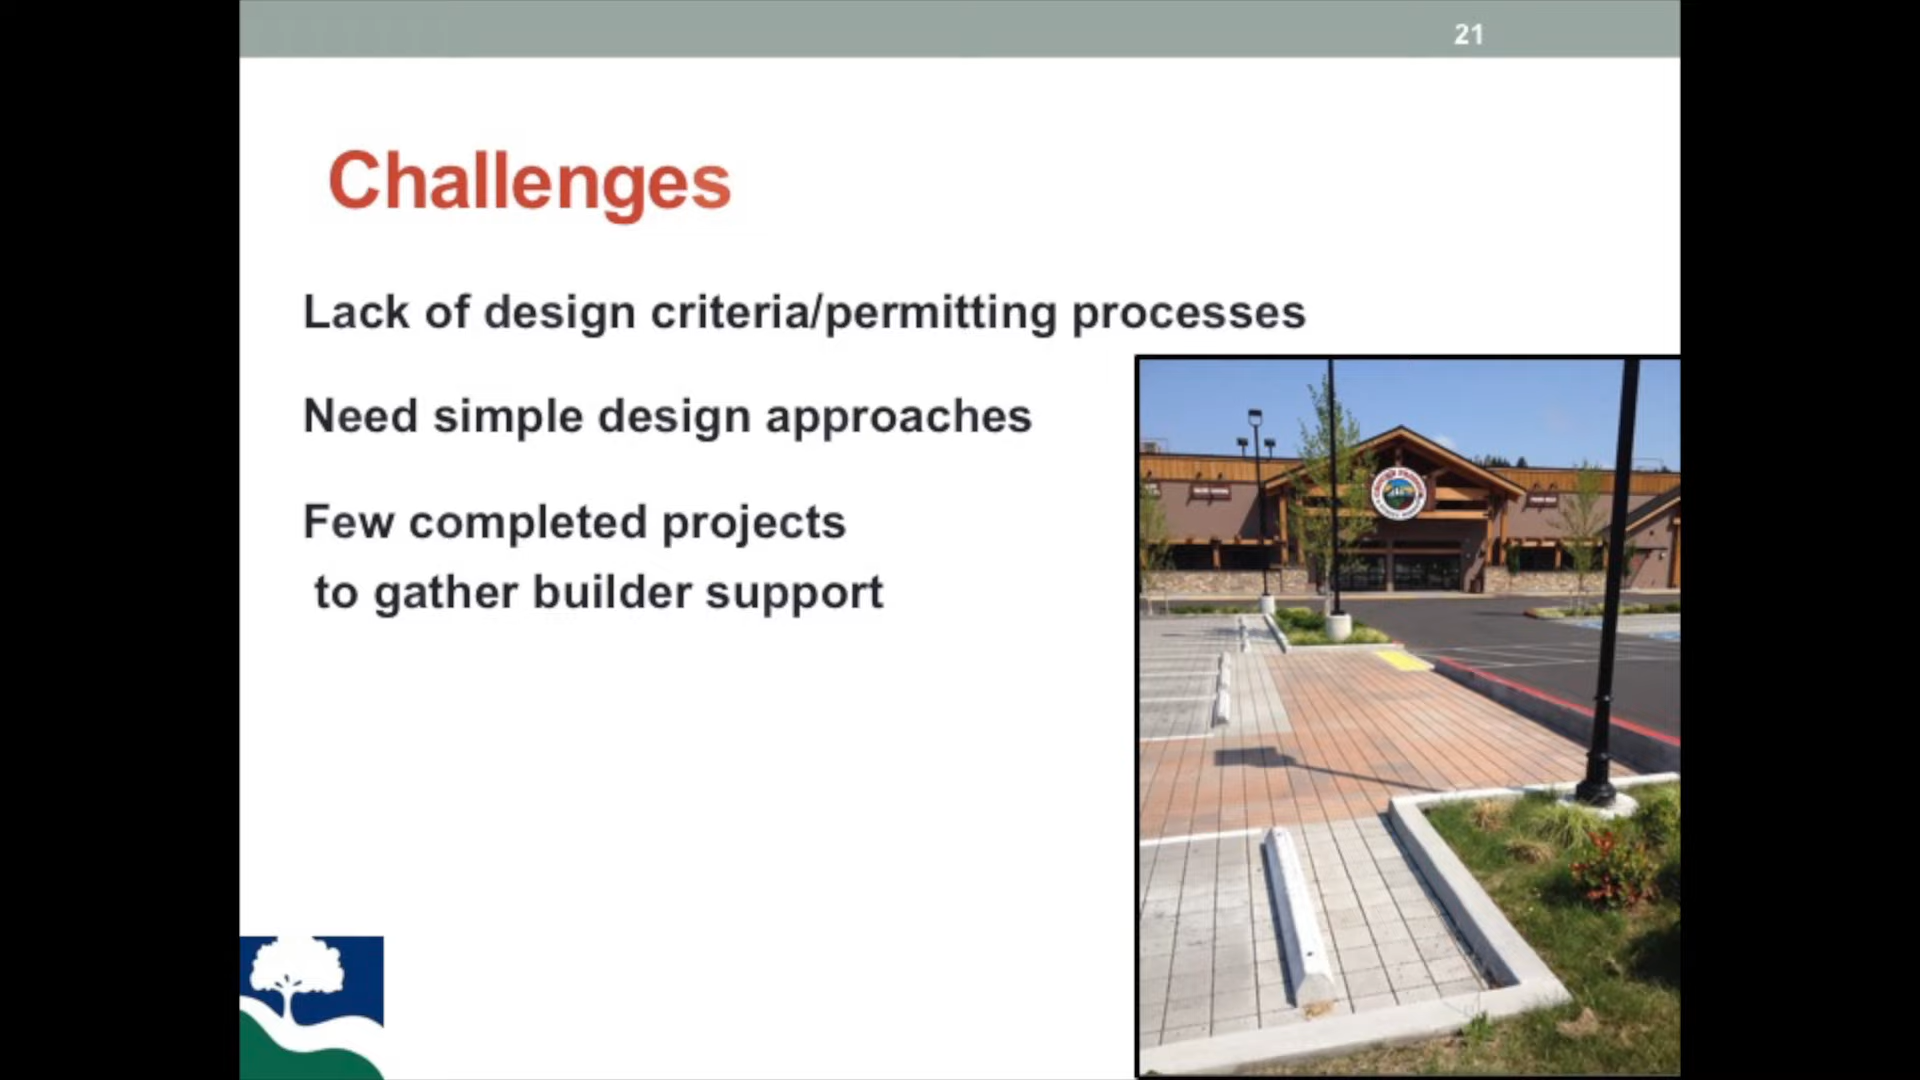 21
Challenges
Lack of design criteria/permitting processes
Need simple design approaches
Few completed projects
to gather builder support